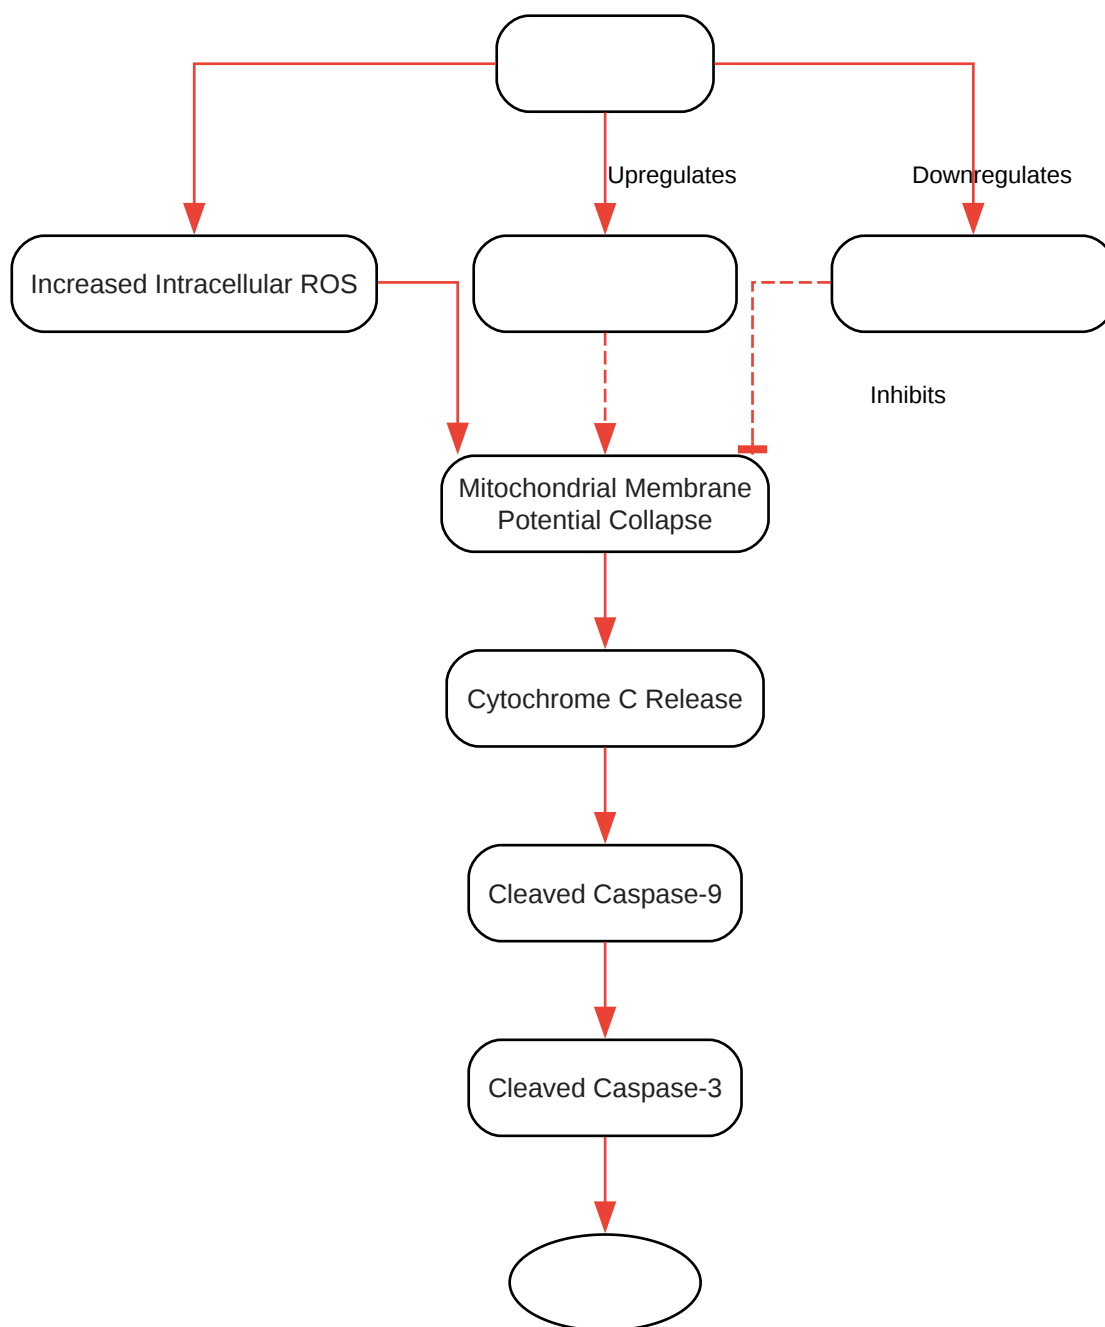 Upregulates
Downregulates
Increased Intracellular ROS
Inhibits
Mitochondrial Membrane
Potential Collapse
Cytochrome C Release
Cleaved Caspase-9
Cleaved Caspase-3